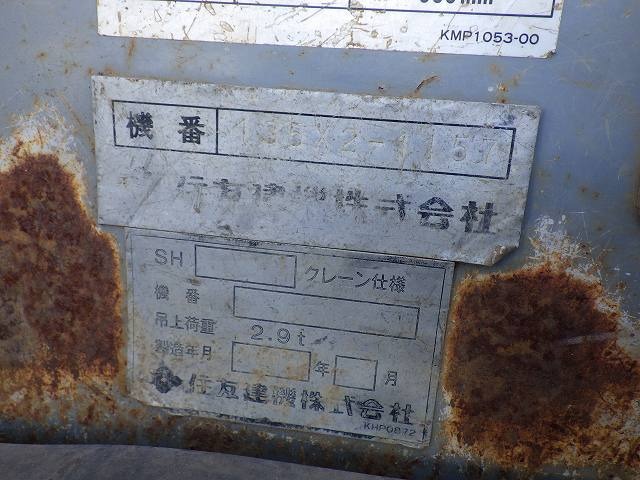 KMP1053-00
機番 135X2-1157
住友建機株式会社
SH クレーン仕様
機番
吊上荷重 2.9t
製造年月 年 月
住友建機株式会社
KHP0872